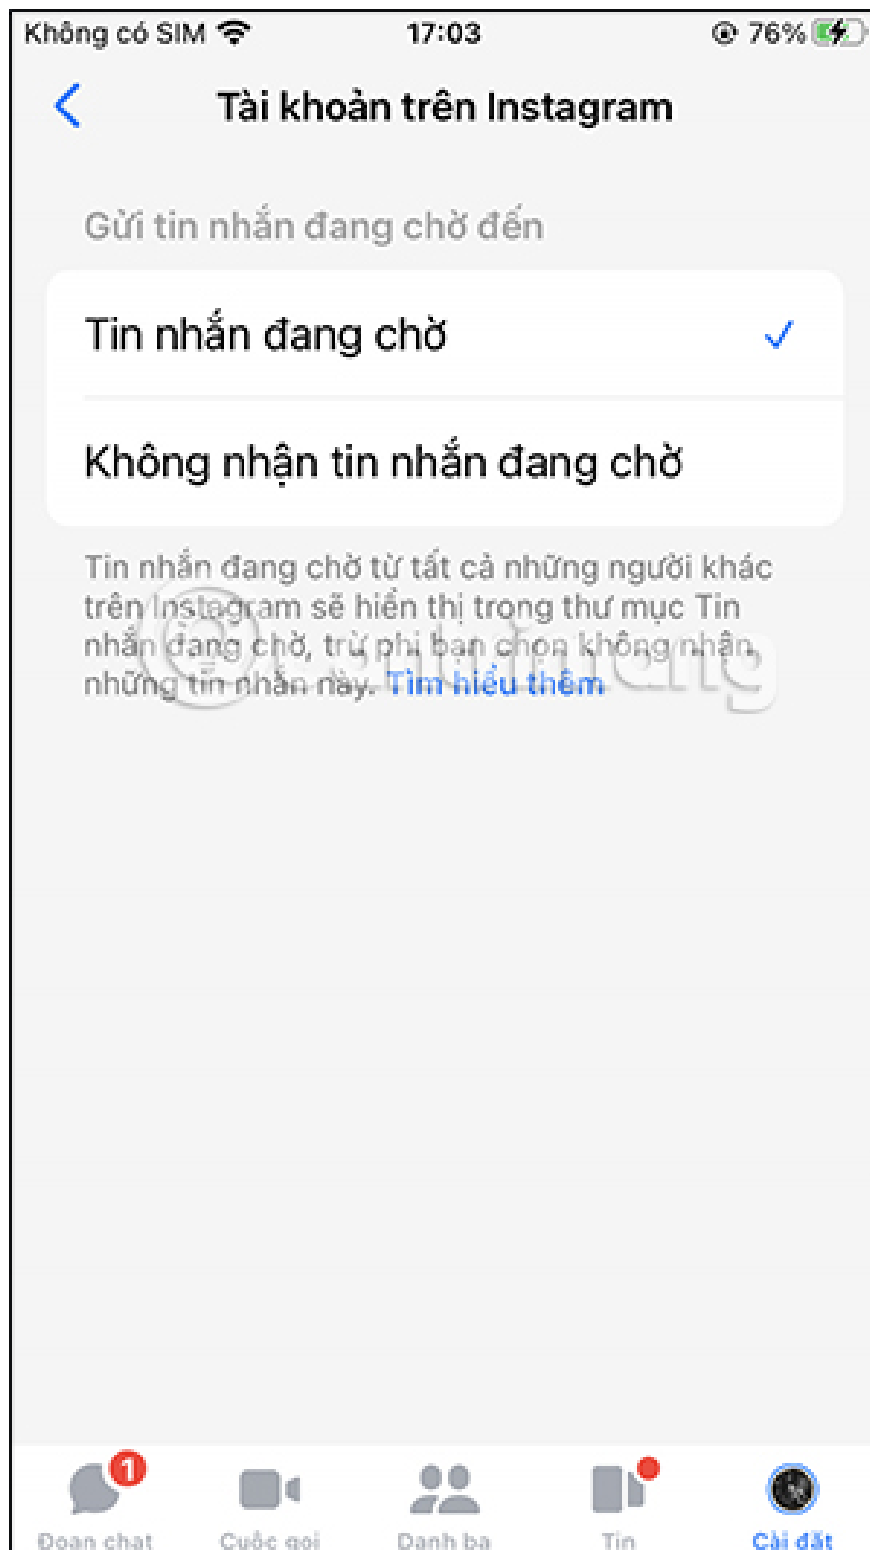 Không có SIM 17:03 76%
Tài khoản trên Instagram
Gửi tin nhắn đang chờ đến
Tin nhắn đang chờ
Không nhận tin nhắn đang chờ
Tin nhắn đang chờ từ tất cả những người khác
trên Instagram sẽ hiển thị trong thư mục Tin
nhắn đang chờ, trừ phi bạn chọn không nhận
những tin nhắn này. Tìm hiểu thêm
1
Đoạn chat Cuộc gọi Danh bạ Tin Cài đặt